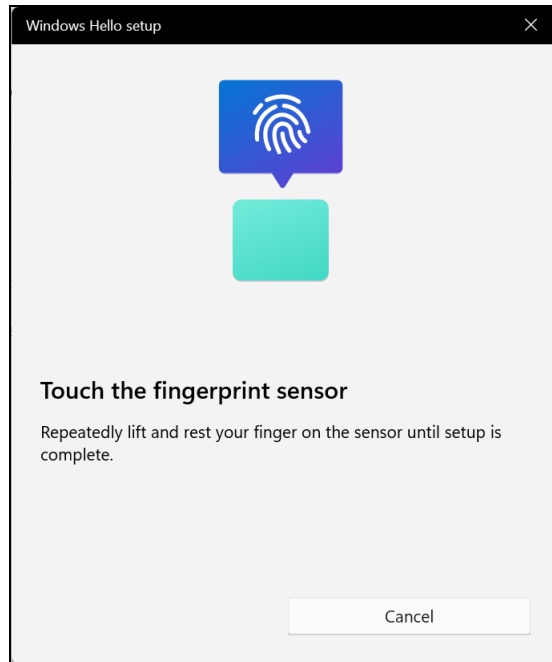 Windows Hello setup
Touch the fingerprint sensor
Repeatedly lift and rest your finger on the sensor until setup is
complete.
Cancel